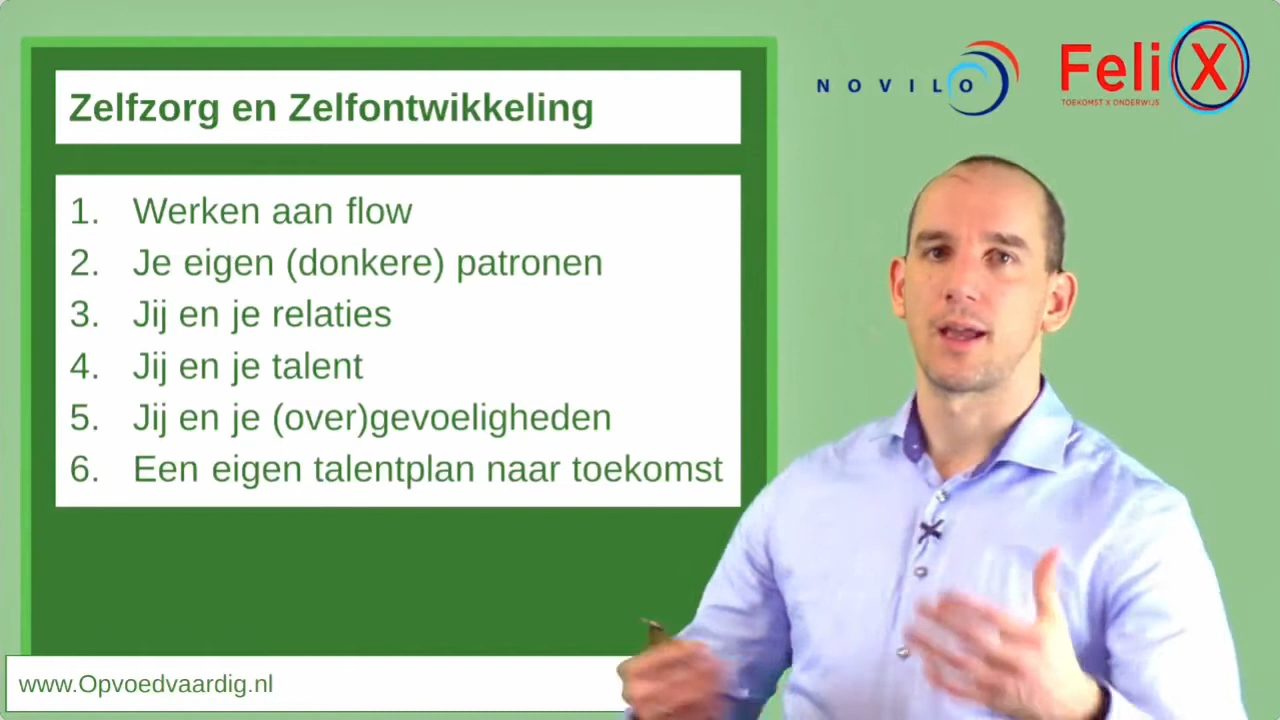 Zelfzorg en Zelfontwikkeling
1. Werken aan flow
2. Je eigen (donkere) patronen
3. Jij en je relaties
4. Jij en je talent
5. Jij en je (over)gevoeligheden
6. Een eigen talentplan naar toekomst
www.Opvoedvaardig.nl
NOVILO
FeliX
TOEKOMST X ONDERWIJS